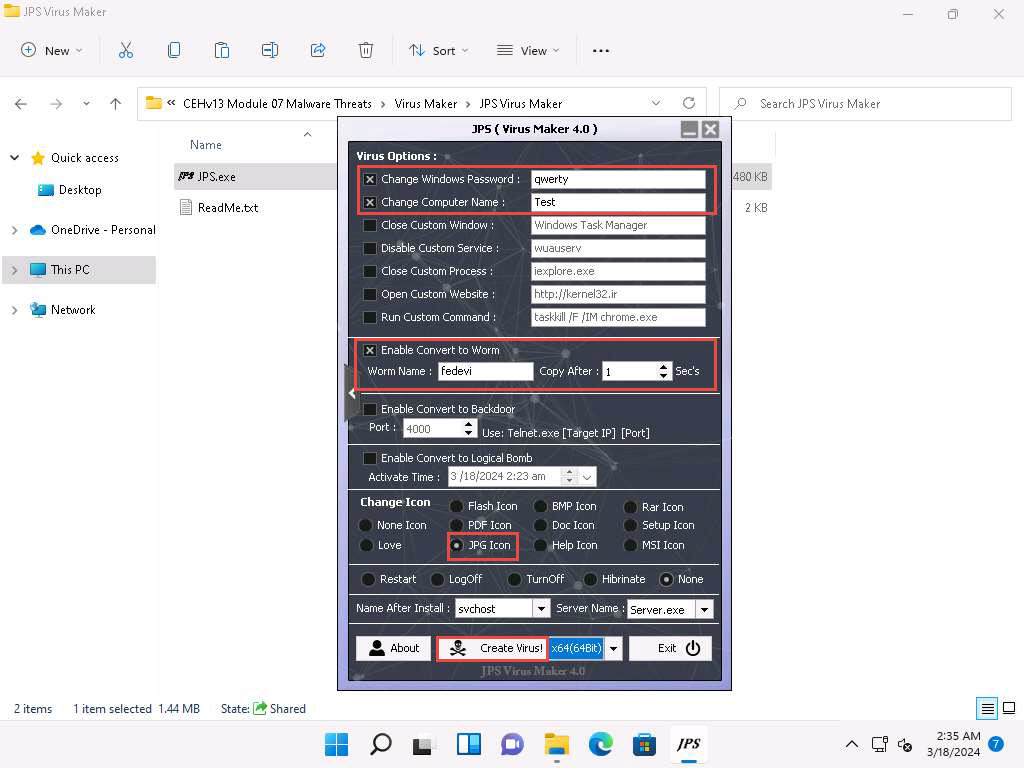 JPS Virus Maker
New
Sort
View
« CEHv13 Module 07 Malware Threats > Virus Maker > JPS Virus Maker
Search JPS Virus Maker
Quick access
Desktop
OneDrive - Personal
This PC
Network
Name
JPS JPS.exe
480 KB
ReadMe.txt
2 KB
JPS ( Virus Maker 4.0 )
Virus Options :
Change Windows Password : qwerty
Change Computer Name : Test
Close Custom Window : Windows Task Manager
Disable Custom Service : wuauserv
Close Custom Process : iexplore.exe
Open Custom Website : http://kernel32.ir
Run Custom Command : taskkill /F /IM chrome.exe
Enable Convert to Worm
Worm Name : fedevi Copy After : 1 Sec's
Enable Convert to Backdoor
Port : 4000 Use: Telnet.exe [Target IP] [Port]
Enable Convert to Logical Bomb
Activate Time : 3 /18/2024 2:23 am
Change Icon Flash Icon BMP Icon Rar Icon
None Icon PDF Icon Doc Icon Setup Icon
Love JPG Icon Help Icon MSI Icon
Restart LogOff TurnOff Hibrinate None
Name After Install : svchost Server Name : Server.exe
About Create Virus! x64(64Bit) Exit
JPS Virus Maker 4.0
2 items 1 item selected 1.44 MB State: Shared
JPS
2:35 AM
3/18/2024
7